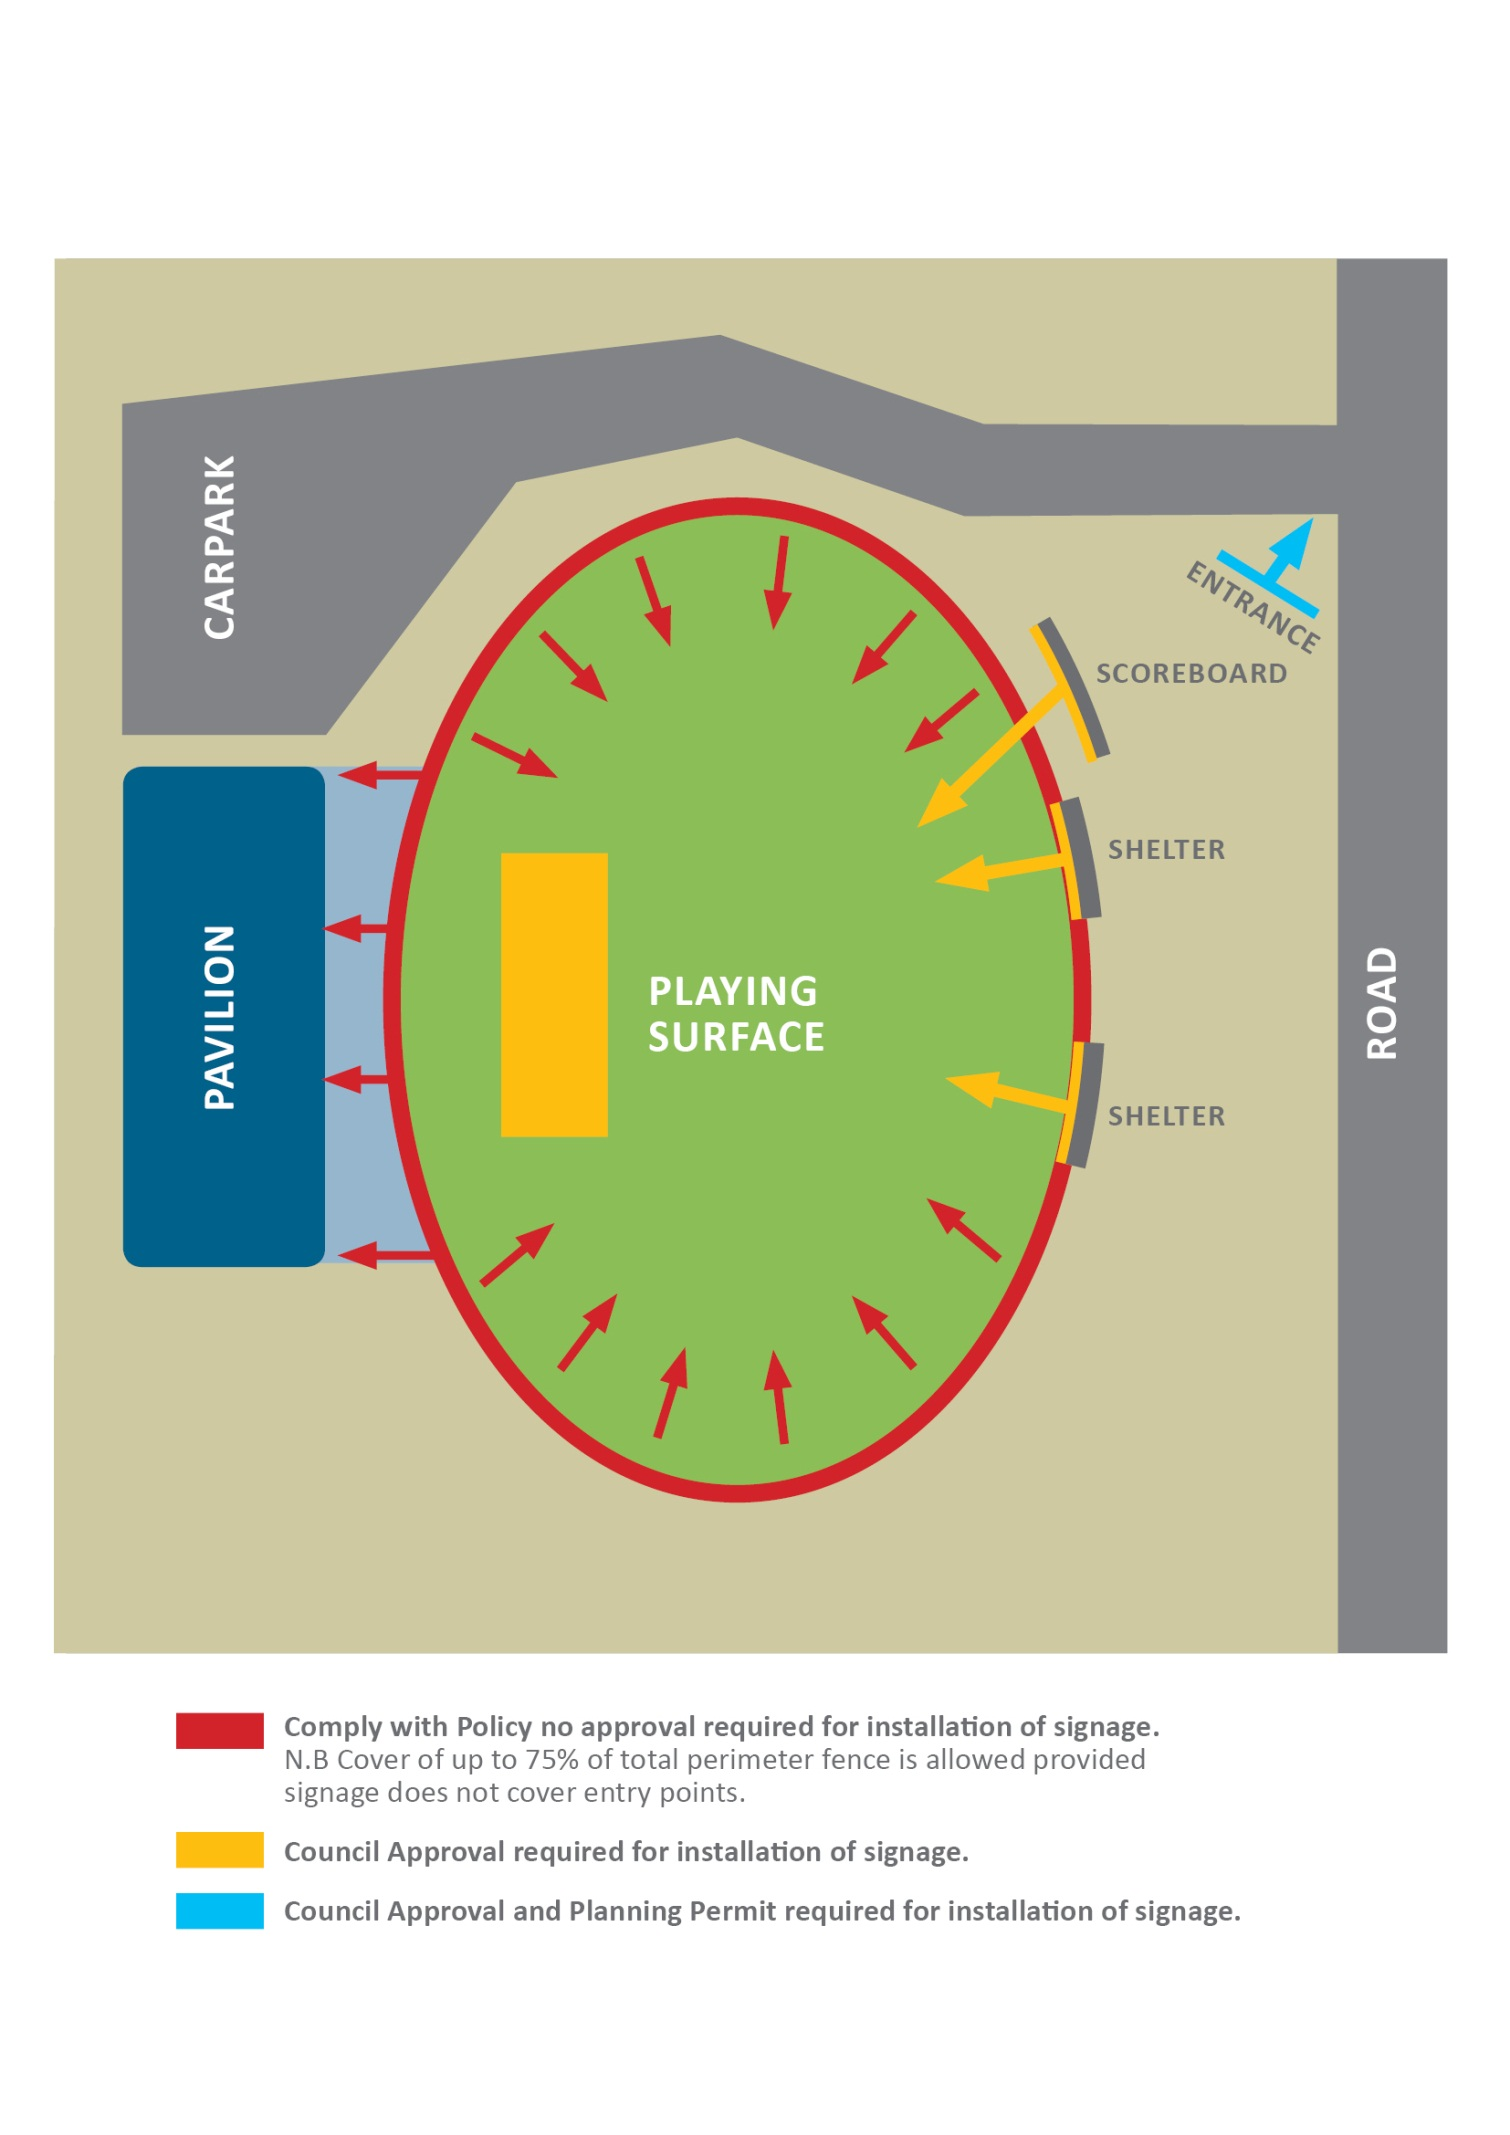 CARPARK
ENTRANCE
SCOREBOARD
SHELTER
PAVILION
PLAYING
SURFACE
ROAD
SHELTER
Comply with Policy no approval required for installation of signage.
N.B Cover of up to 75% of total perimeter fence is allowed provided
signage does not cover entry points.
Council Approval required for installation of signage.
Council Approval and Planning Permit required for installation of signage.